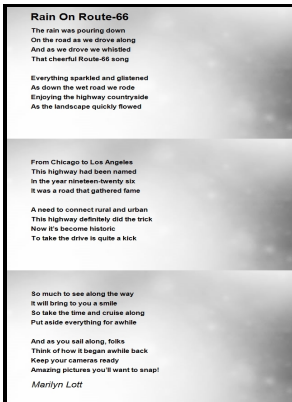 Rain On Route-66
The rain was pouring down
On the road as we drove along
And as we drove we whistled
That cheerful Route-66 song
Everything sparkled and glistened
As down the wet road we rode
Enjoying the highway countryside
As the landscape quickly flowed
From Chicago to Los Angeles
This highway had been named
In the year nineteen-twenty six
It was a road that gathered fame
A need to connect rural and urban
This highway definitely did the trick
Now it's become historic
To take the drive is quite a kick
So much to see along the way
It will bring to you a smile
So take the time and cruise along
Put aside everything for awhile
And as you sail along, folks
Think of how it began awhile back
Keep your cameras ready
Amazing pictures you'll want to snap!
Marilyn Lott